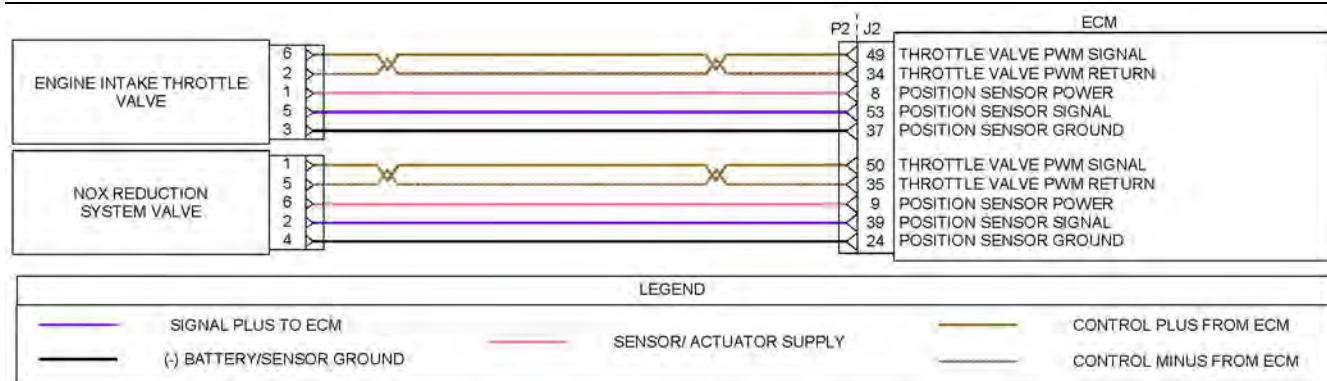 P2 J2 ECM
ENGINE INTAKE THROTTLE
VALVE
6 49 THROTTLE VALVE PWM SIGNAL
2 34 THROTTLE VALVE PWM RETURN
1 8 POSITION SENSOR POWER
5 53 POSITION SENSOR SIGNAL
3 37 POSITION SENSOR GROUND
NOX REDUCTION
SYSTEM VALVE
1 50 THROTTLE VALVE PWM SIGNAL
5 35 THROTTLE VALVE PWM RETURN
6 9 POSITION SENSOR POWER
2 39 POSITION SENSOR SIGNAL
4 24 POSITION SENSOR GROUND
LEGEND
SIGNAL PLUS TO ECM
(-) BATTERY/SENSOR GROUND
SENSOR/ ACTUATOR SUPPLY
CONTROL PLUS FROM ECM
CONTROL MINUS FROM ECM